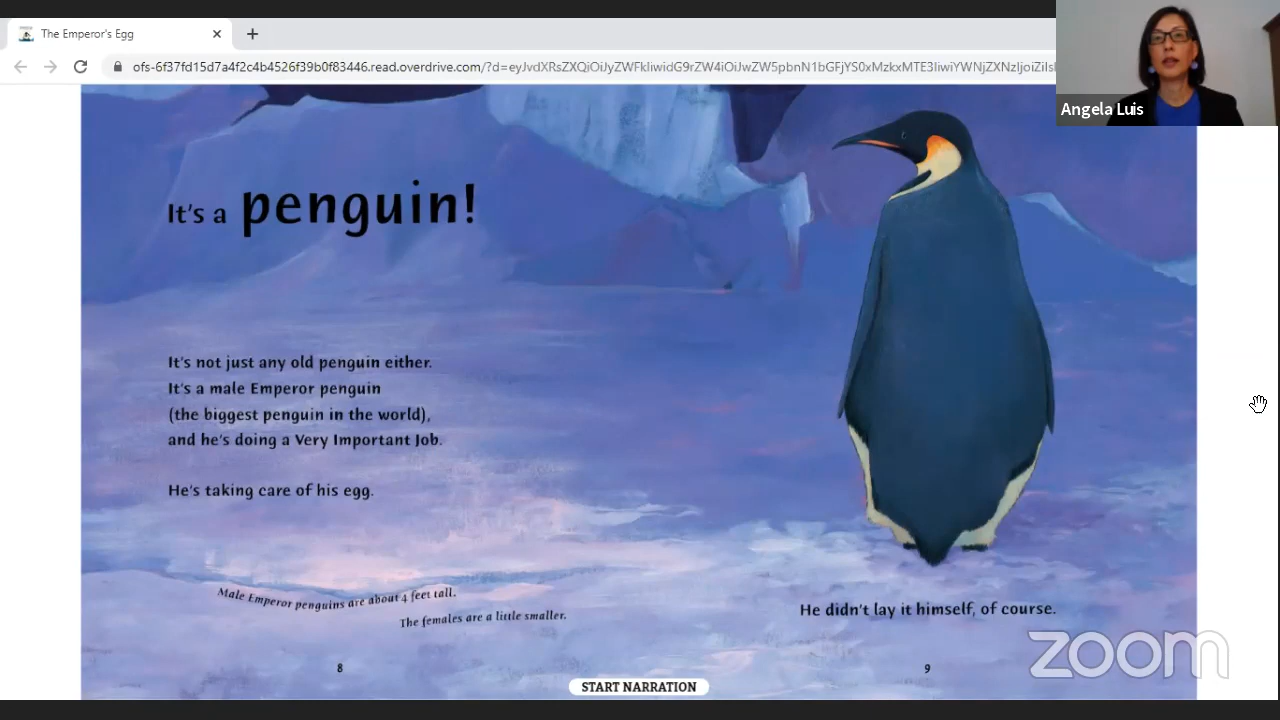 The Emperor's Egg
ofs-6f37fd15d7a4f2c4b4526f39b0f83446.read.overdrive.com/?d=
Angela Luis
It's a penguin!
It's not just any old penguin either.
It's a male Emperor penguin
(the biggest penguin in the world),
and he's doing a Very Important Job.
He's taking care of his egg.
Male Emperor penguins are about 4 feet tall.
The females are a little smaller.
8
He didn't lay it himself, of course.
9
START NARRATION
zoom